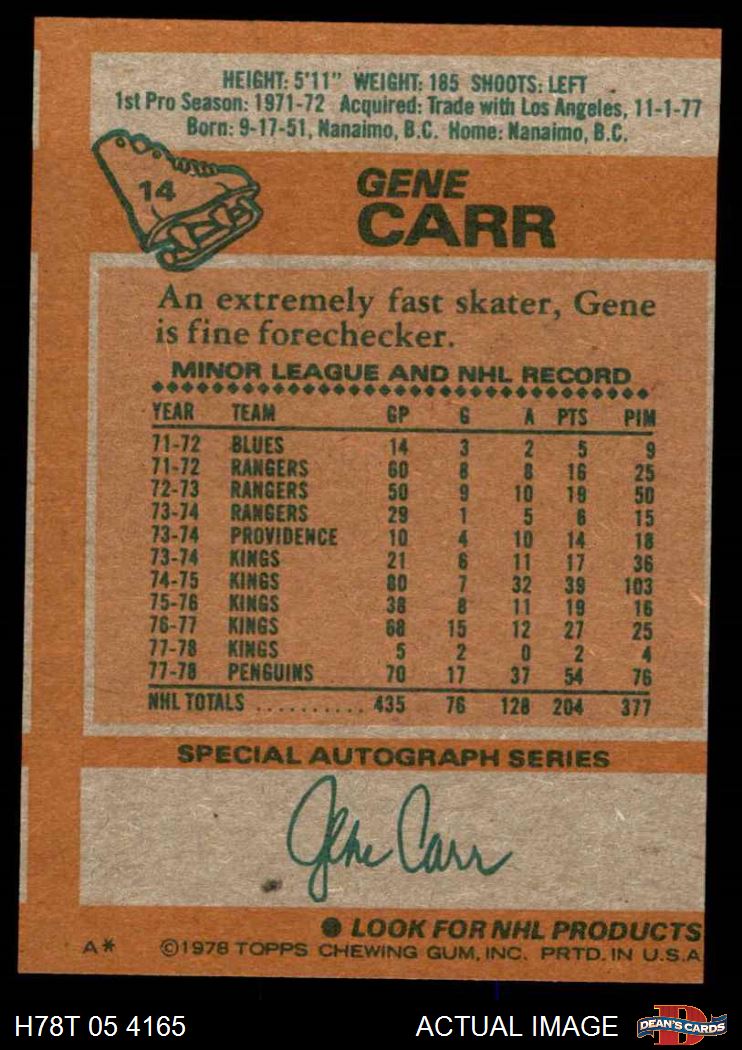 HEIGHT: 5'11" WEIGHT: 185 SHOOTS: LEFT
1st Pro Season: 1971-72 Acquired: Trade with Los Angeles, 11-1-77
Born: 9-17-51, Nanaimo, B.C. Home: Nanaimo, B.C.
14
GENE
CARR
An extremely fast skater, Gene
is fine forechecker.
MINOR LEAGUE AND NHL RECORD
YEAR TEAM GP G A PTS PIM
71-72 BLUES 14 3 2 5 9
71-72 RANGERS 60 8 8 16 25
72-73 RANGERS 50 9 10 19 50
73-74 RANGERS 29 1 5 6 15
73-74 PROVIDENCE 10 4 10 14 18
73-74 KINGS 21 6 11 17 36
74-75 KINGS 80 7 32 39 103
75-76 KINGS 38 8 11 19 16
76-77 KINGS 68 15 12 27 25
77-78 KINGS 5 2 0 2 4
77-78 PENGUINS 70 17 37 54 76
NHL TOTALS .......... 435 76 128 204 377
SPECIAL AUTOGRAPH SERIES
Gene Carr
● LOOK FOR NHL PRODUCTS
A* ©1978 TOPPS CHEWING GUM, INC. PRTD. IN U.S.A
H78T 05 4165 ACTUAL IMAGE DEAN'S CARDS